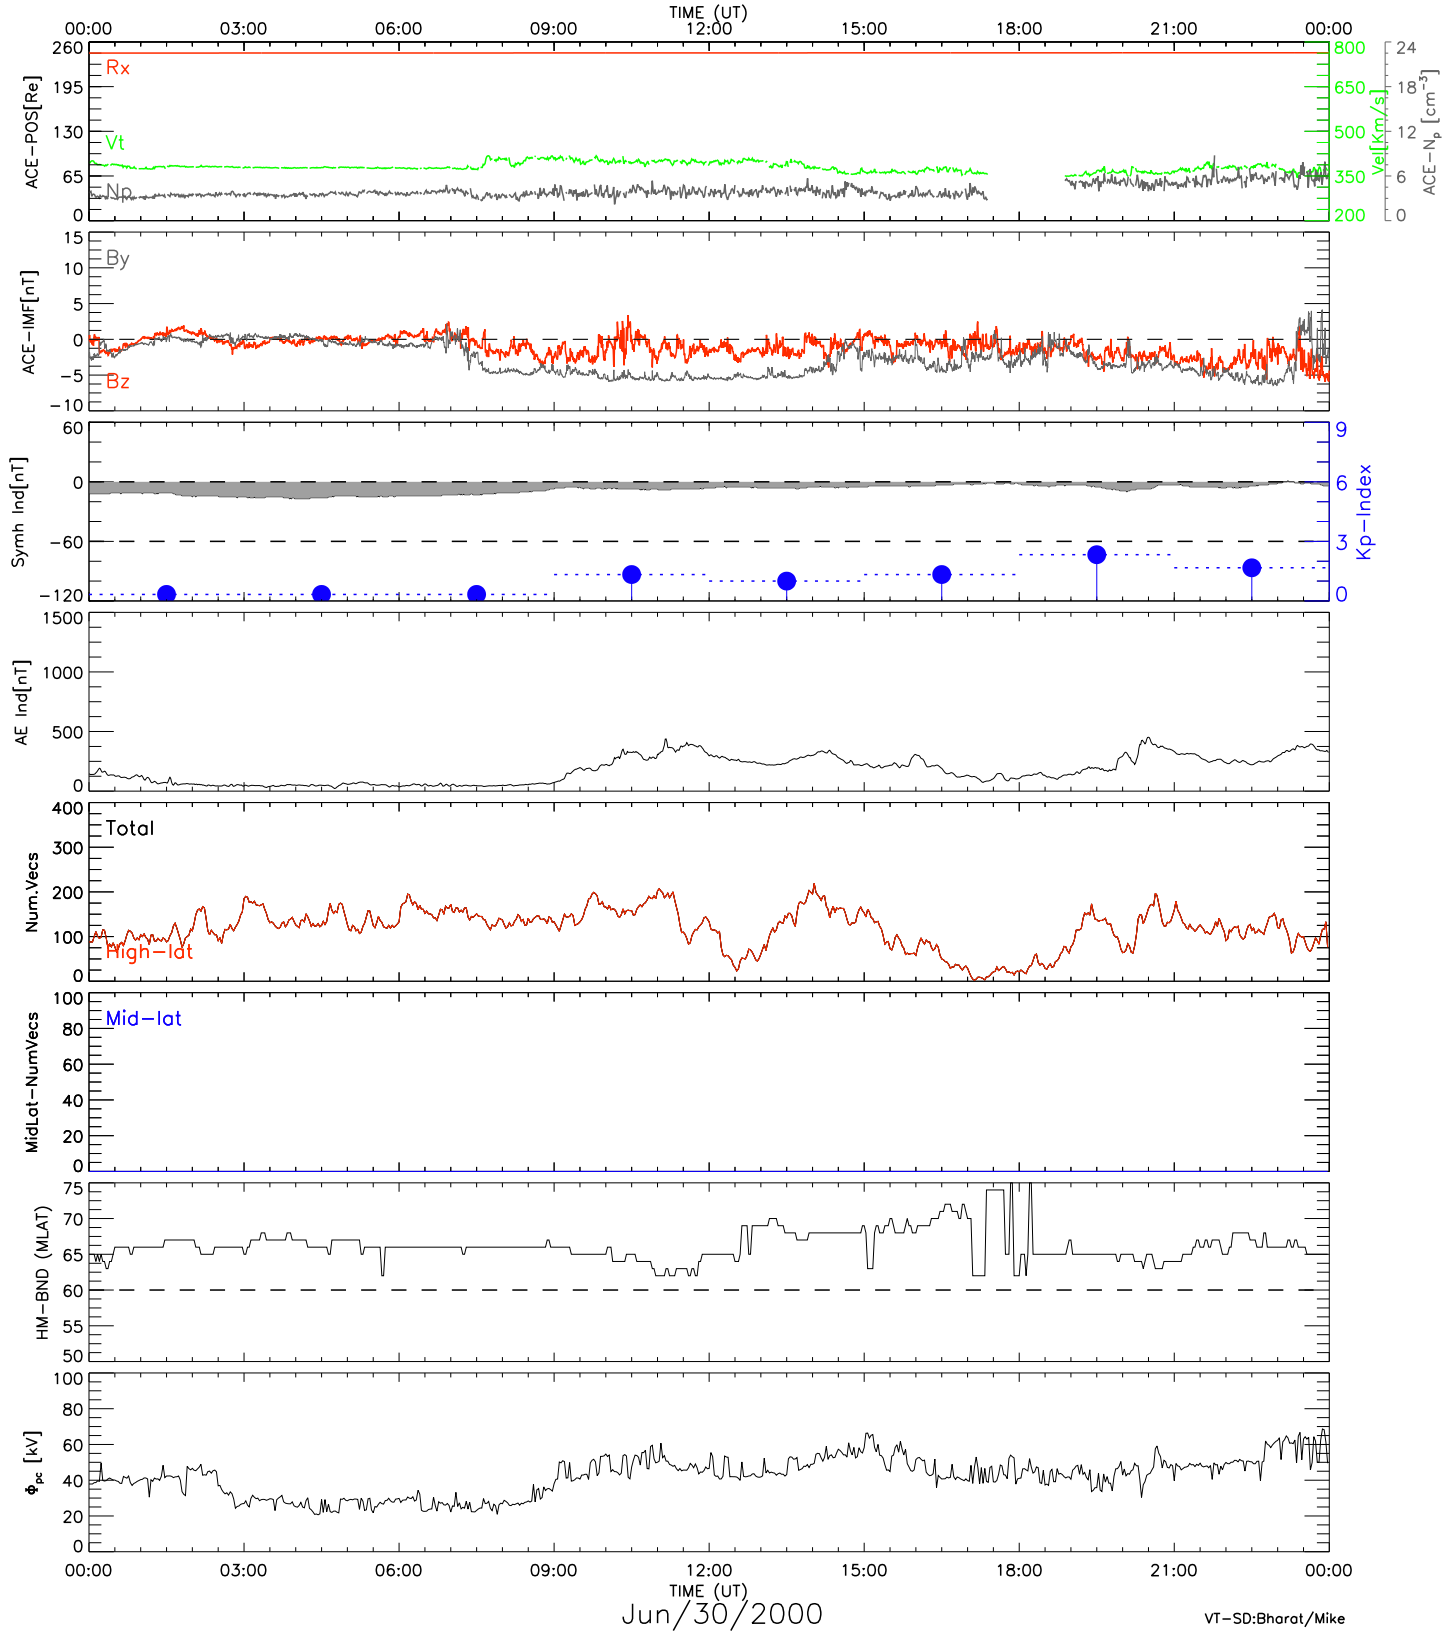 TIME (UT)
00:00 03:00 06:00 09:00 12:00 15:00 18:00 21:00 00:00
ACE-POS[Re]
260
195
130
65
0
Rx
Vt
Np
800
650
500
350
200
Vel[Km/s]
24
18
12
6
0
ACE-Np [cm⁻³]
ACE-IMF[nT]
15
10
5
0
-5
-10
By
Bz
Symh Ind[nT]
60
0
-60
-120
9
6
3
0
Kp-Index
AE Ind[nT]
1500
1000
500
0
Num.Vecs
400
300
200
100
0
Total
High-lat
MidLat-NumVecs
100
80
60
40
20
0
Mid-lat
HM-BND (MLAT)
75
70
65
60
55
50
Φpc [kV]
100
80
60
40
20
0
00:00 03:00 06:00 09:00 12:00 15:00 18:00 21:00 00:00
TIME (UT)
Jun/30/2000
VT-SD:Bharat/Mike